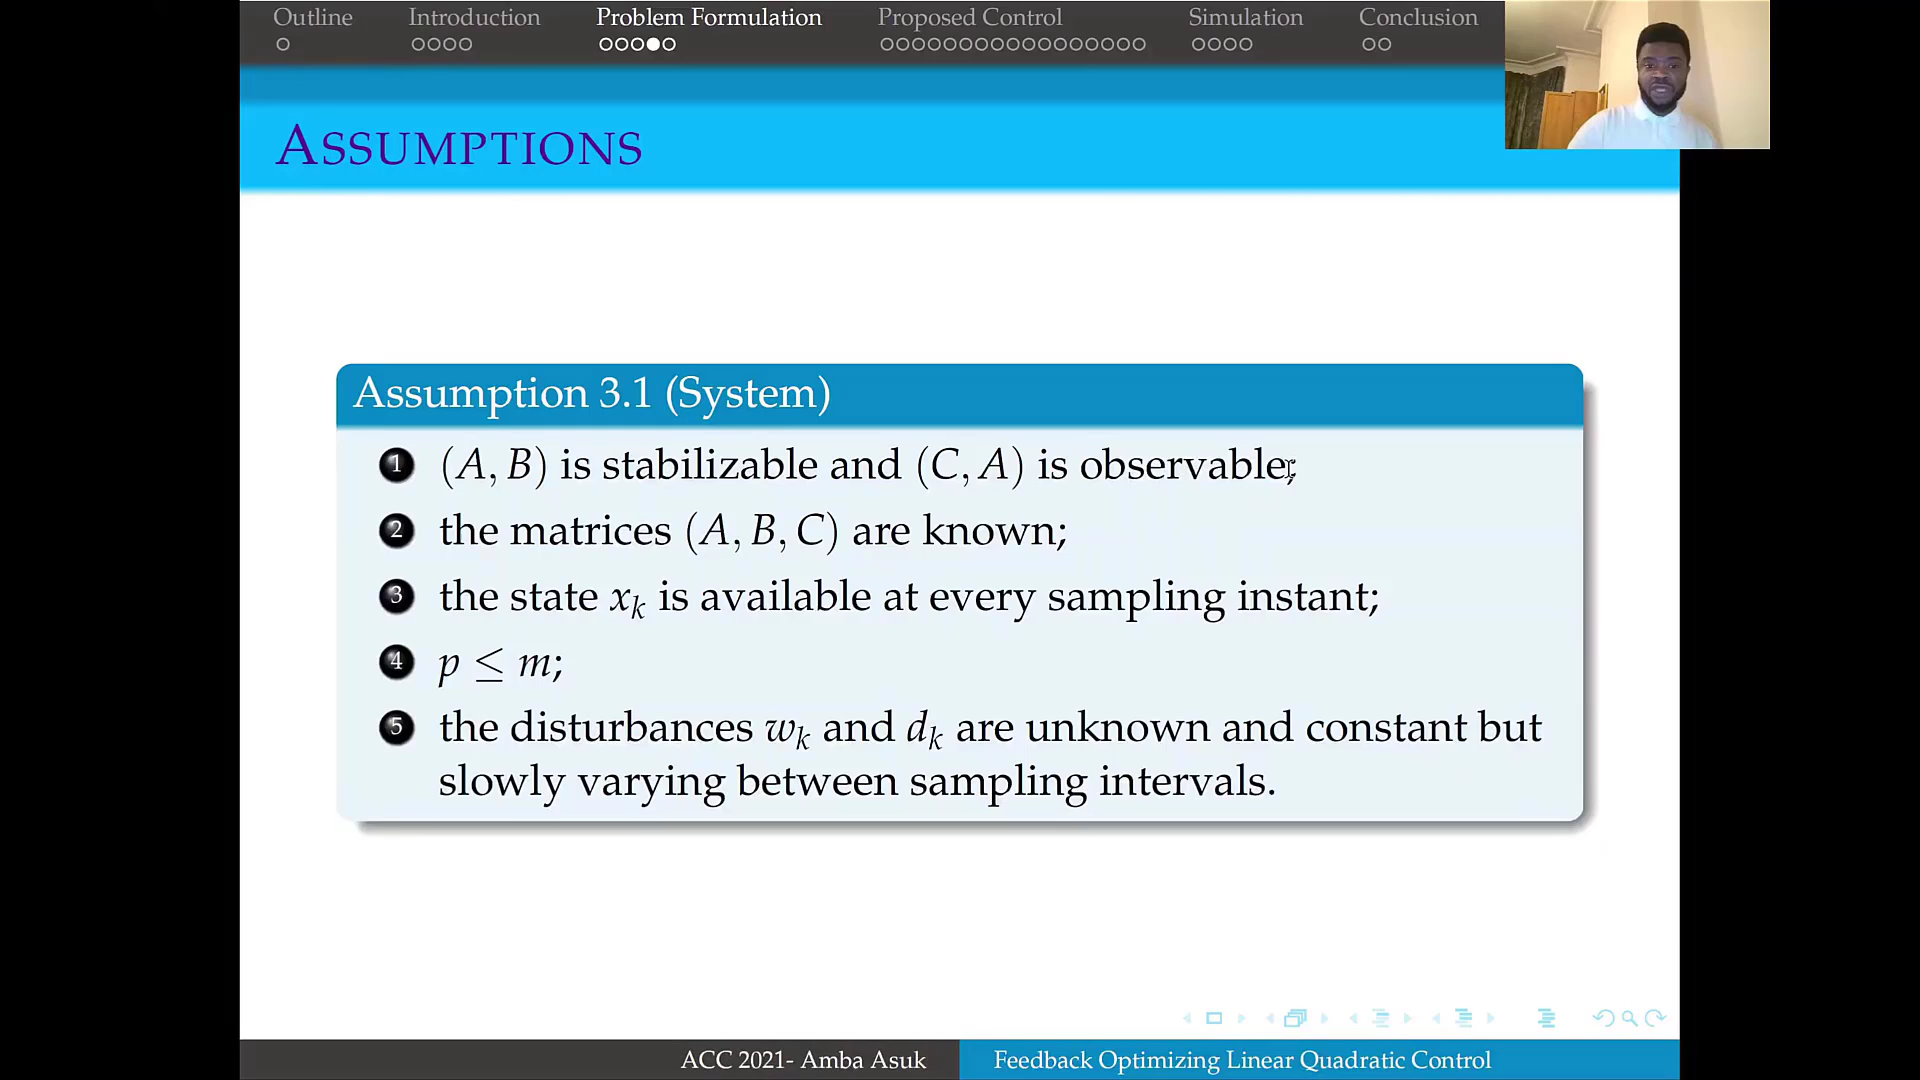 Outline Introduction Problem Formulation Proposed Control Simulation Conclusion
ASSUMPTIONS
Assumption 3.1 (System)
1 (A, B) is stabilizable and (C, A) is observable;
2 the matrices (A, B, C) are known;
3 the state xₖ is available at every sampling instant;
4 p ≤ m;
5 the disturbances wₖ and dₖ are unknown and constant but
slowly varying between sampling intervals.
ACC 2021- Amba Asuk Feedback Optimizing Linear Quadratic Control